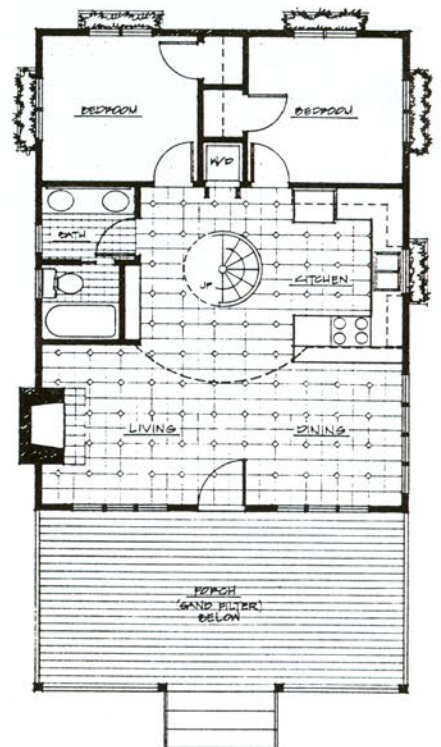 BEDROOM
BEDROOM
W/D
BATH
UP
KITCHEN
LIVING
DINING
PORCH
(SAND FILTER)
BELOW